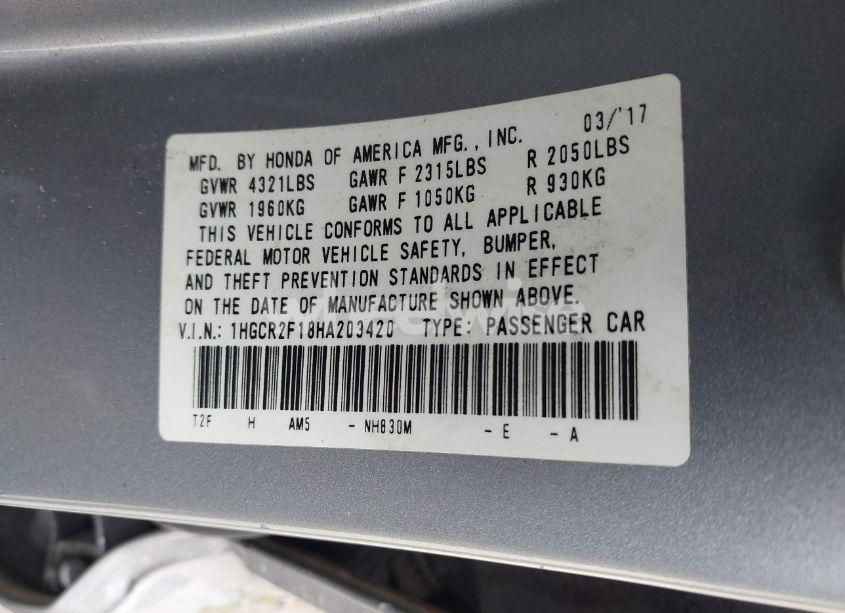 MFD. BY HONDA OF AMERICA MFG., INC. 03/'17
GVWR 4321LBS GAWR F 2315LBS R 2050LBS
GVWR 1960KG GAWR F 1050KG R 930KG
THIS VEHICLE CONFORMS TO ALL APPLICABLE
FEDERAL MOTOR VEHICLE SAFETY, BUMPER,
AND THEFT PREVENTION STANDARDS IN EFFECT
ON THE DATE OF MANUFACTURE SHOWN ABOVE.
V.I.N.: 1HGCR2F18HA203420 TYPE: PASSENGER CAR
T2F H AM5 - NH830M - E - A